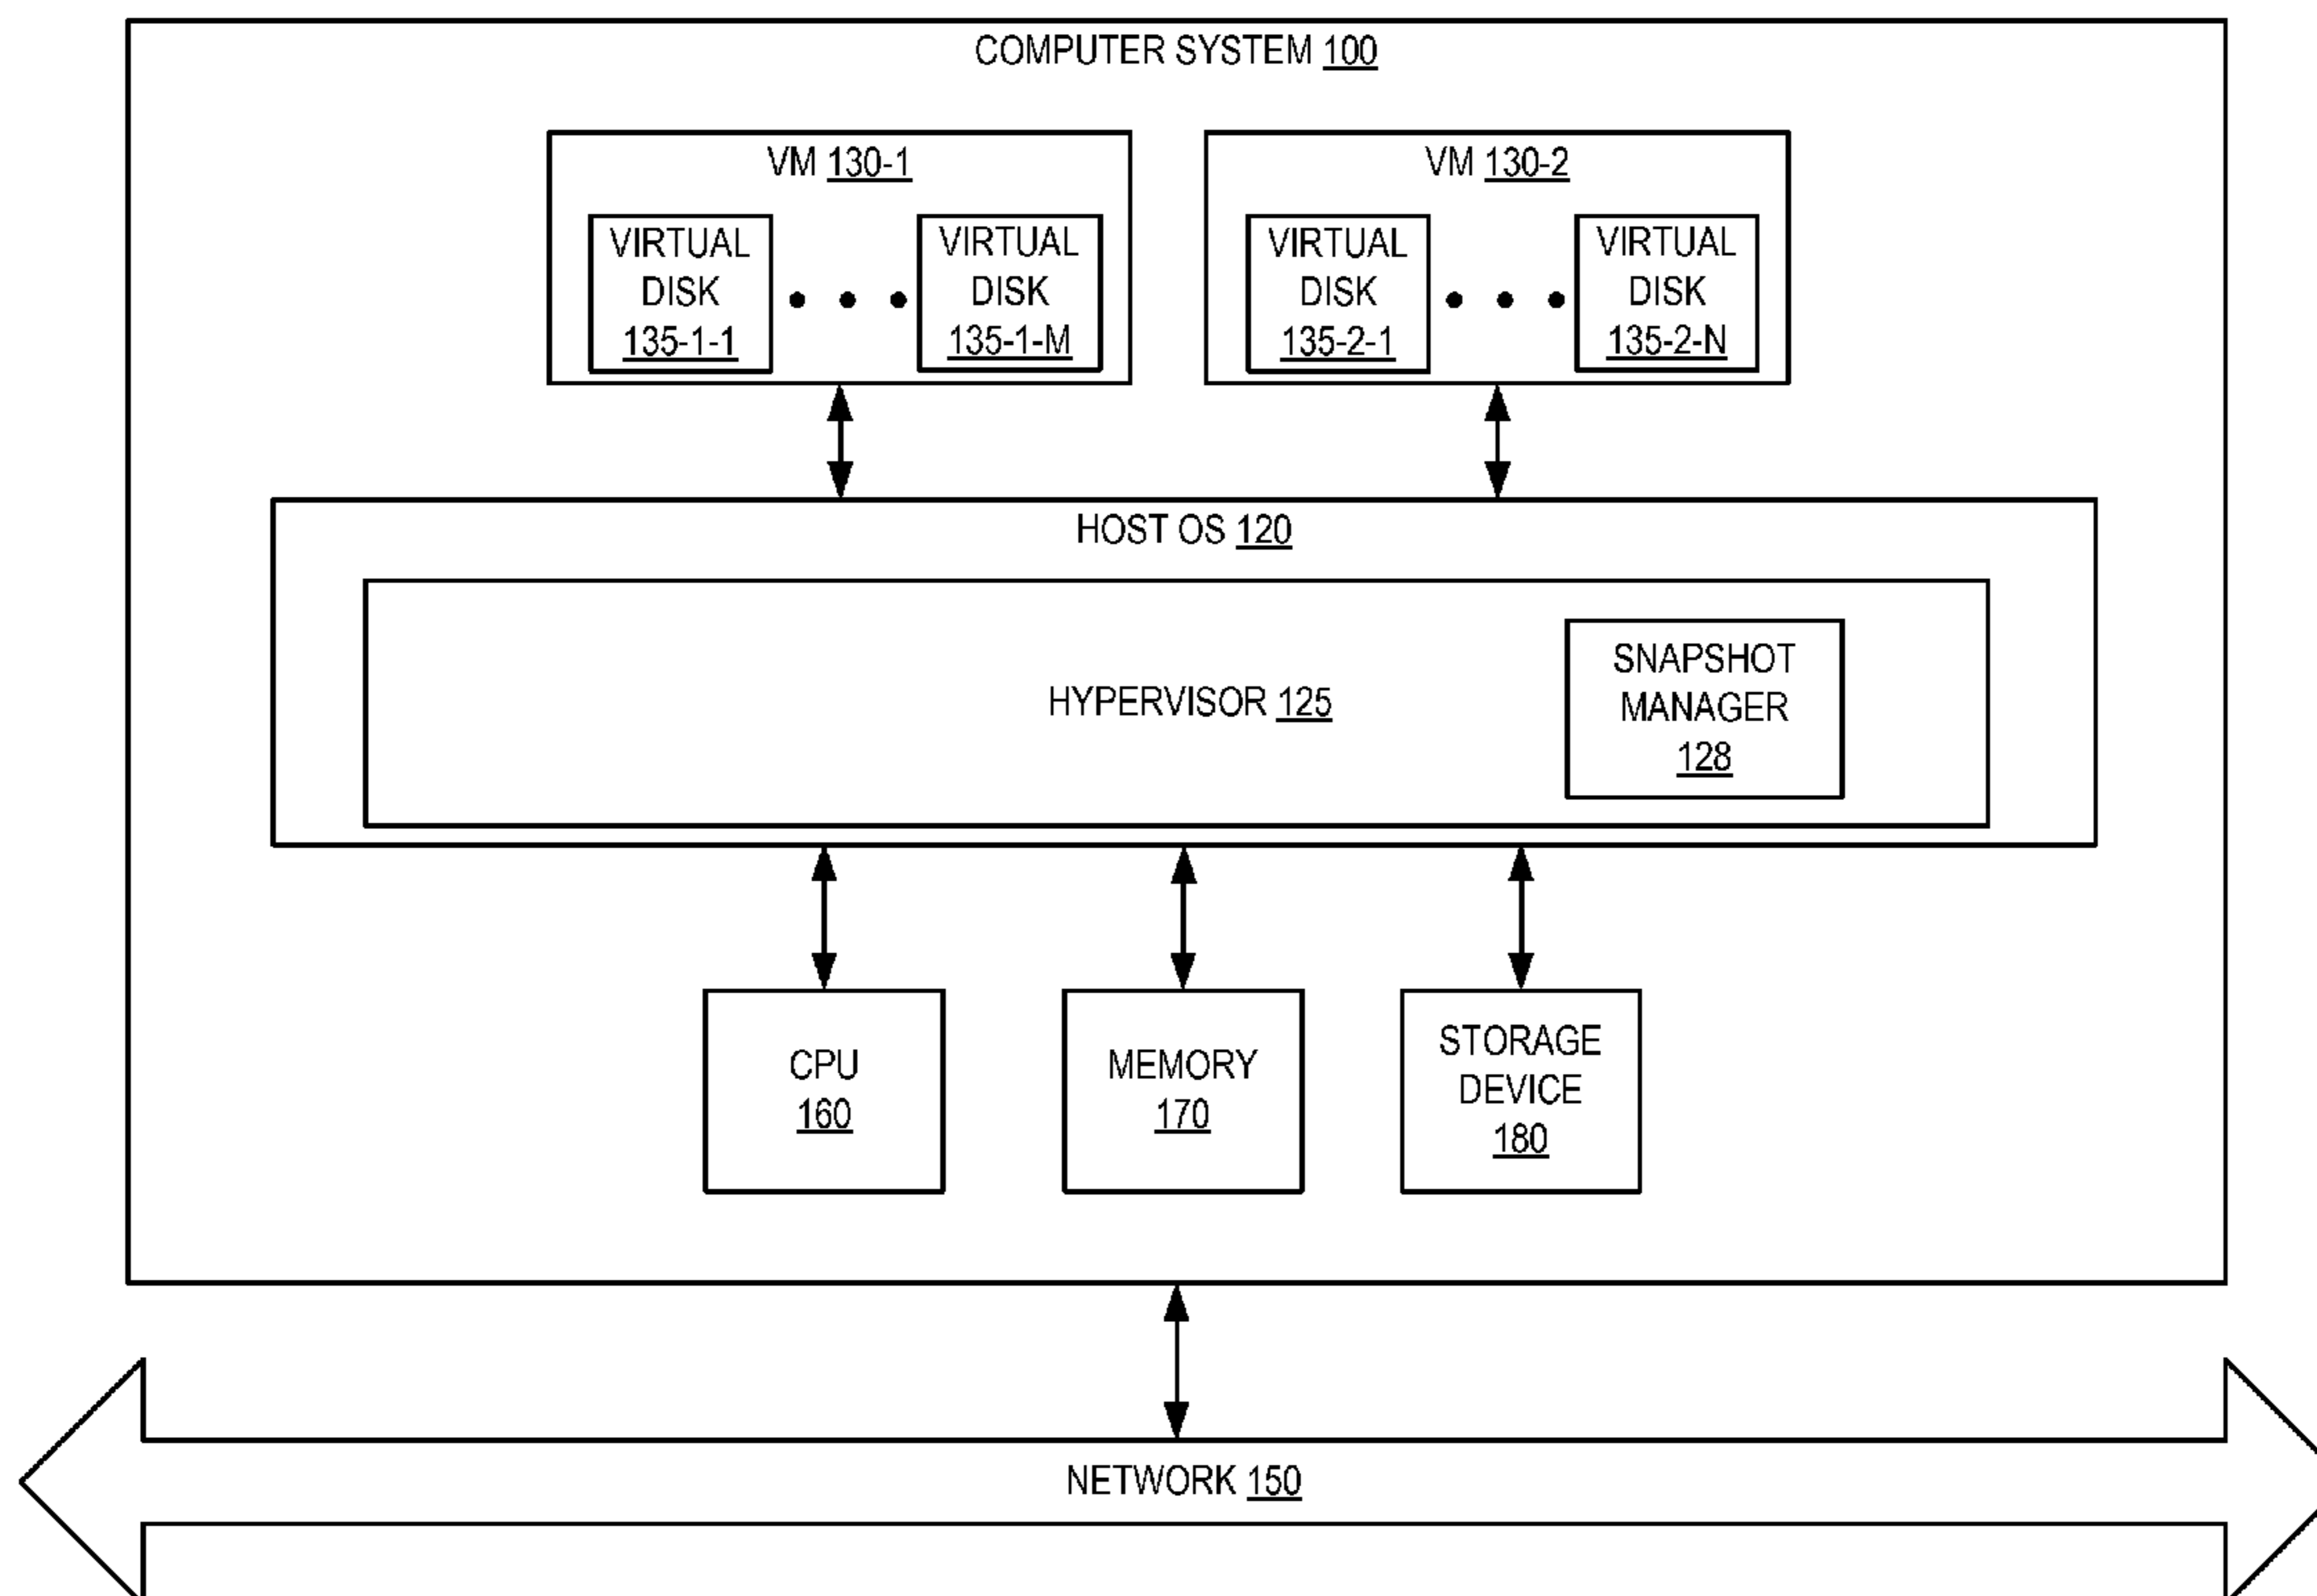 COMPUTER SYSTEM 100
VM 130-1
VIRTUAL
DISK
135-1-1
VIRTUAL
DISK
135-1-M
VM 130-2
VIRTUAL
DISK
135-2-1
VIRTUAL
DISK
135-2-N
HOST OS 120
HYPERVISOR 125
SNAPSHOT
MANAGER
128
CPU
160
MEMORY
170
STORAGE
DEVICE
180
NETWORK 150